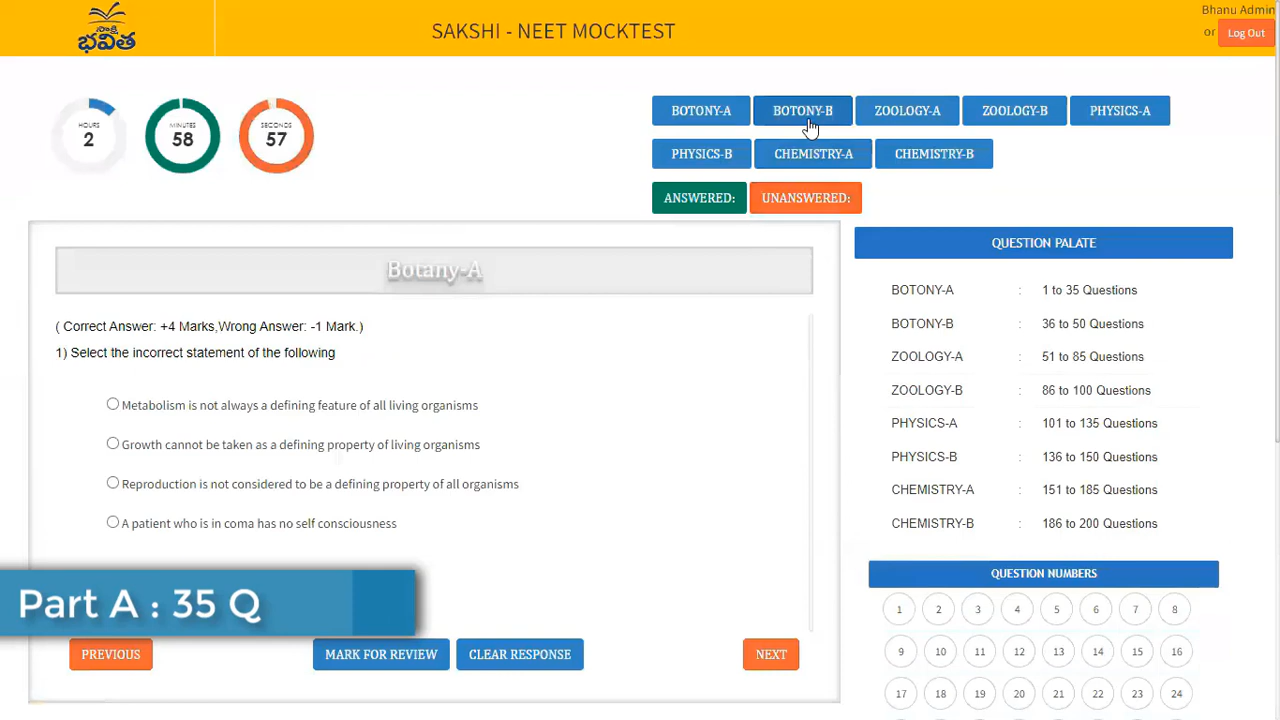 సాక్షి
భవిత
SAKSHI - NEET MOCKTEST
Bhanu Admin
or Log Out
HOURS
2
MINUTES
58
SECONDS
57
BOTONY-A BOTONY-B ZOOLOGY-A ZOOLOGY-B PHYSICS-A
PHYSICS-B CHEMISTRY-A CHEMISTRY-B
ANSWERED: UNANSWERED:
Botany-A
( Correct Answer: +4 Marks,Wrong Answer: -1 Mark.)
1) Select the incorrect statement of the following
Metabolism is not always a defining feature of all living organisms
Growth cannot be taken as a defining property of living organisms
Reproduction is not considered to be a defining property of all organisms
A patient who is in coma has no self consciousness
Part A : 35 Q
PREVIOUS MARK FOR REVIEW CLEAR RESPONSE NEXT
QUESTION PALATE
BOTONY-A : 1 to 35 Questions
BOTONY-B : 36 to 50 Questions
ZOOLOGY-A : 51 to 85 Questions
ZOOLOGY-B : 86 to 100 Questions
PHYSICS-A : 101 to 135 Questions
PHYSICS-B : 136 to 150 Questions
CHEMISTRY-A : 151 to 185 Questions
CHEMISTRY-B : 186 to 200 Questions
QUESTION NUMBERS
1 2 3 4 5 6 7 8
9 10 11 12 13 14 15 16
17 18 19 20 21 22 23 24